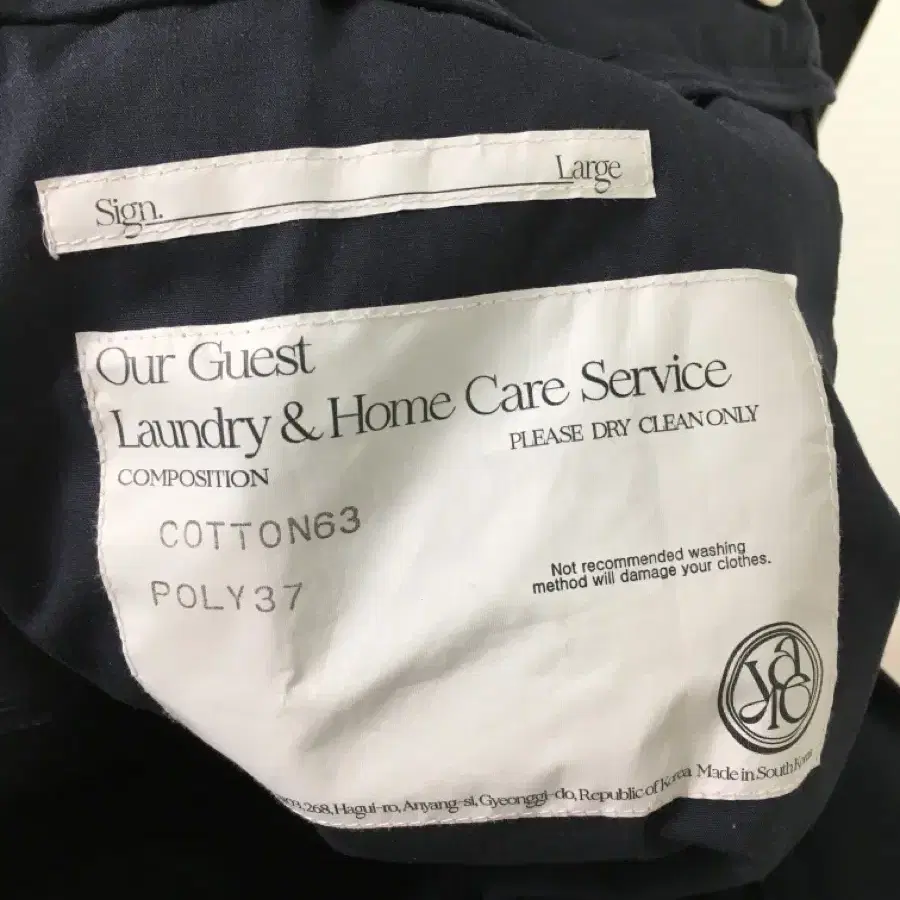 Sign. Large
Our Guest
Laundry & Home Care Service
PLEASE DRY CLEAN ONLY
COMPOSITION
COTTON63
POLY37
Not recommended washing
method will damage your clothes.
268, Hagui-ro, Anyang-si, Gyeonggi-do, Republic of Korea Made in South Korea